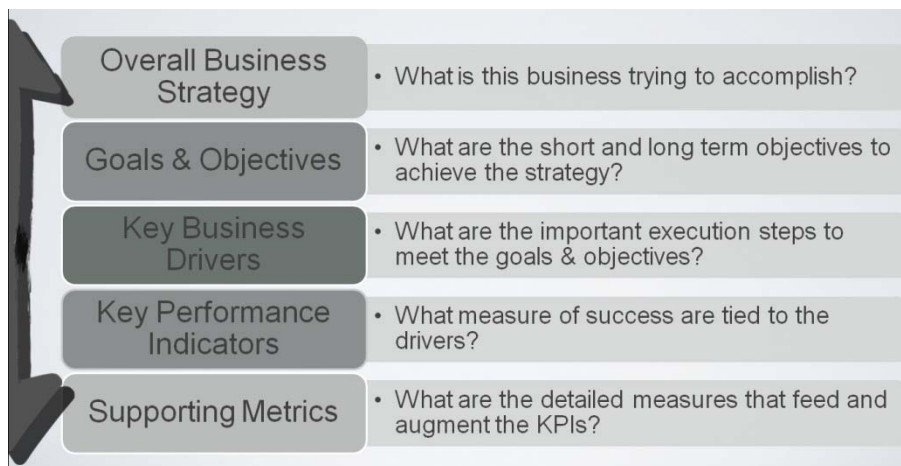 Overall Business
Strategy
• What is this business trying to accomplish?
Goals & Objectives
• What are the short and long term objectives to
achieve the strategy?
Key Business
Drivers
• What are the important execution steps to
meet the goals & objectives?
Key Performance
Indicators
• What measure of success are tied to the
drivers?
Supporting Metrics
• What are the detailed measures that feed and
augment the KPIs?